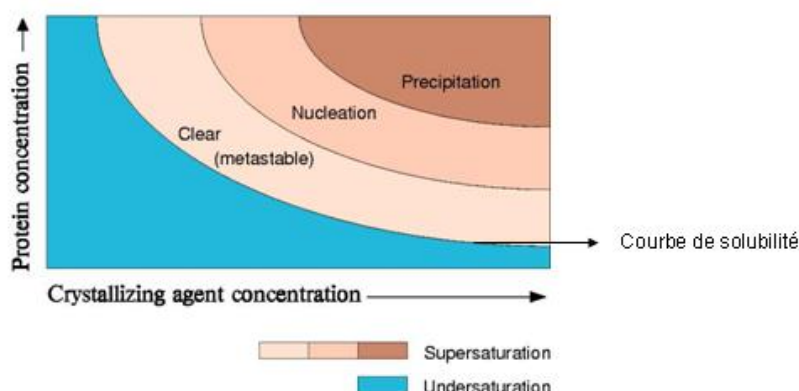 Protein concentration
Precipitation
Nucleation
Clear
(metastable)
Courbe de solubilité
Crystallizing agent concentration
Supersaturation
Undersaturation